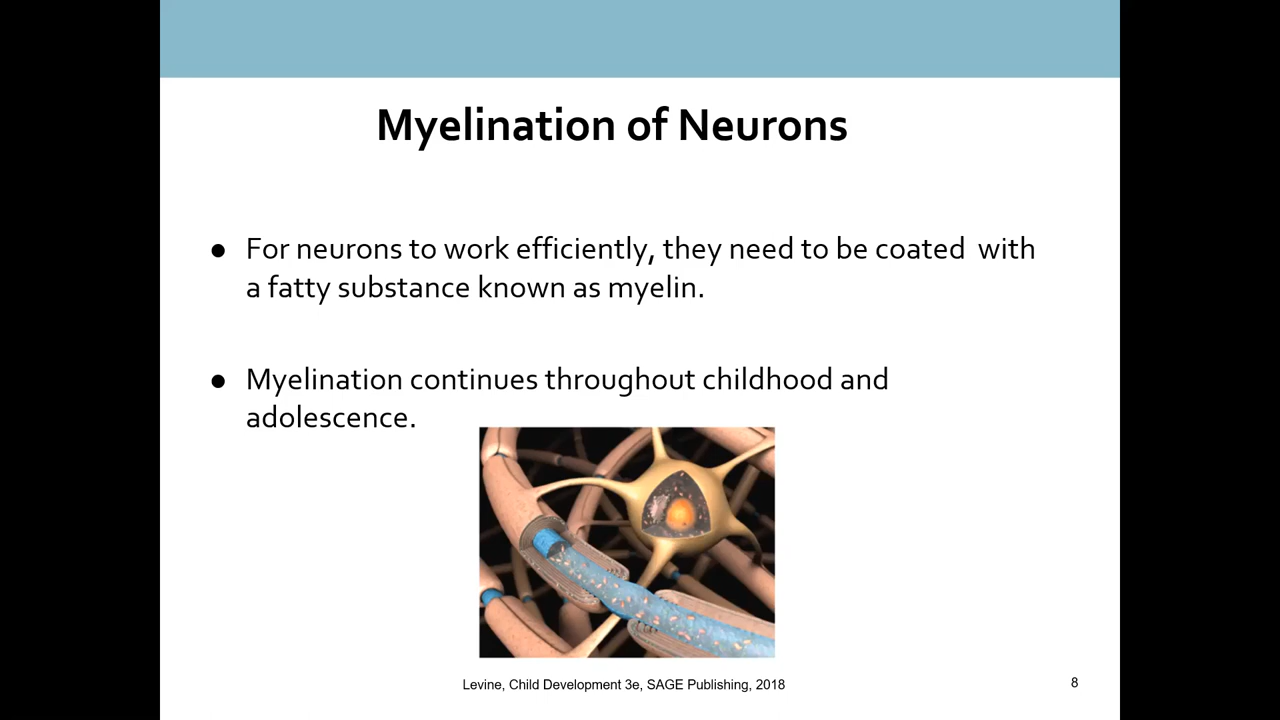 Myelination of Neurons
● For neurons to work efficiently, they need to be coated  with
a fatty substance known as myelin.
● Myelination continues throughout childhood and
adolescence.
Levine, Child Development 3e, SAGE Publishing, 2018
8